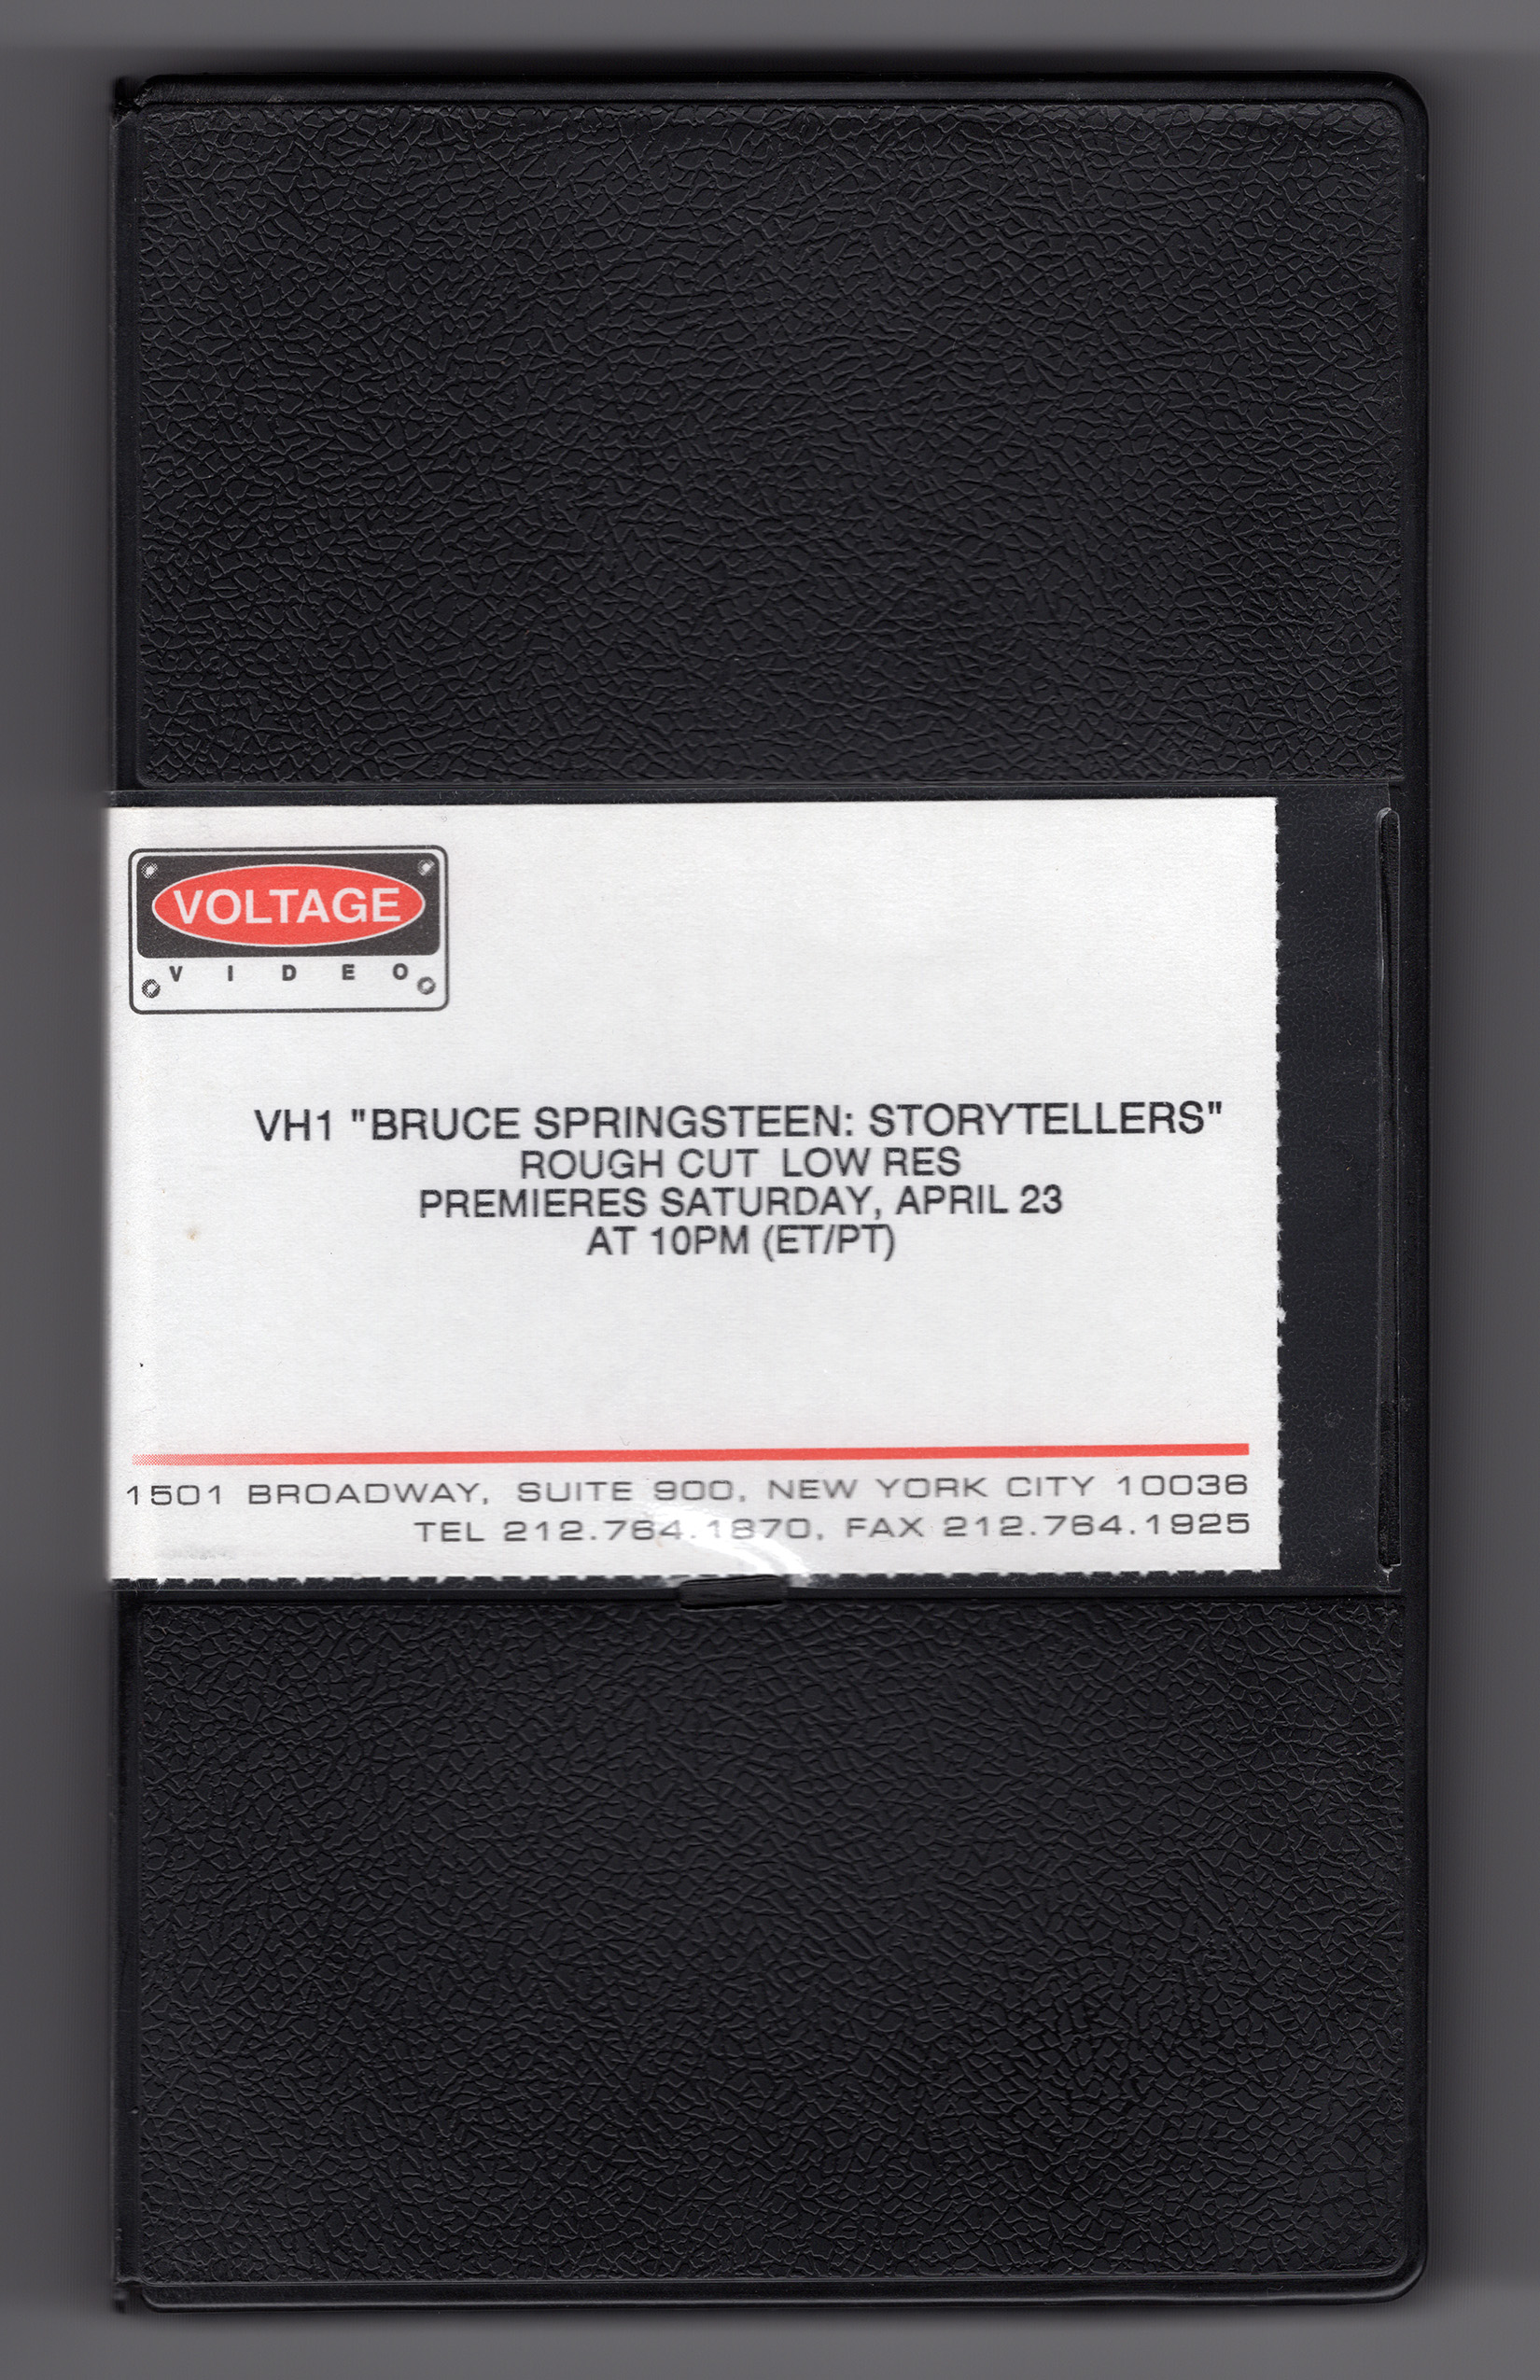 VOLTAGE
VIDEO
VH1 "BRUCE SPRINGSTEEN: STORYTELLERS"
ROUGH CUT LOW RES
PREMIERES SATURDAY, APRIL 23
AT 10PM (ET/PT)
1501 BROADWAY, SUITE 900, NEW YORK CITY 10036
TEL 212.764.1870, FAX 212.764.1925